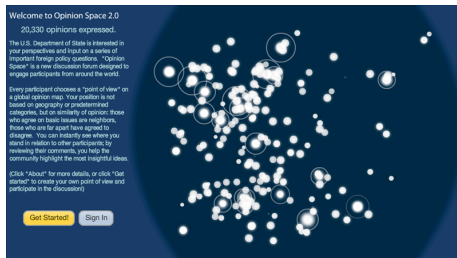 Welcome to Opinion Space 2.0
20,330 opinions expressed.
The U.S. Department of State is interested in
your perspectives and input on a series of
important foreign policy questions. "Opinion
Space" is a new discussion forum designed to
engage participants from around the world.
Every participant chooses a "point of view" on
a global opinion map. Your position is not
based on geography or predetermined
categories, but on similarity of opinion: those
who agree on basic issues are neighbors,
those who are far apart have agreed to
disagree. You can instantly see where you
stand in relation to other participants; by
reviewing their comments, you help the
community highlight the most insightful ideas.
(Click "About" for more details, or click "Get
started" to create your own point of view and
participate in the discussion!)
Get Started!
Sign In